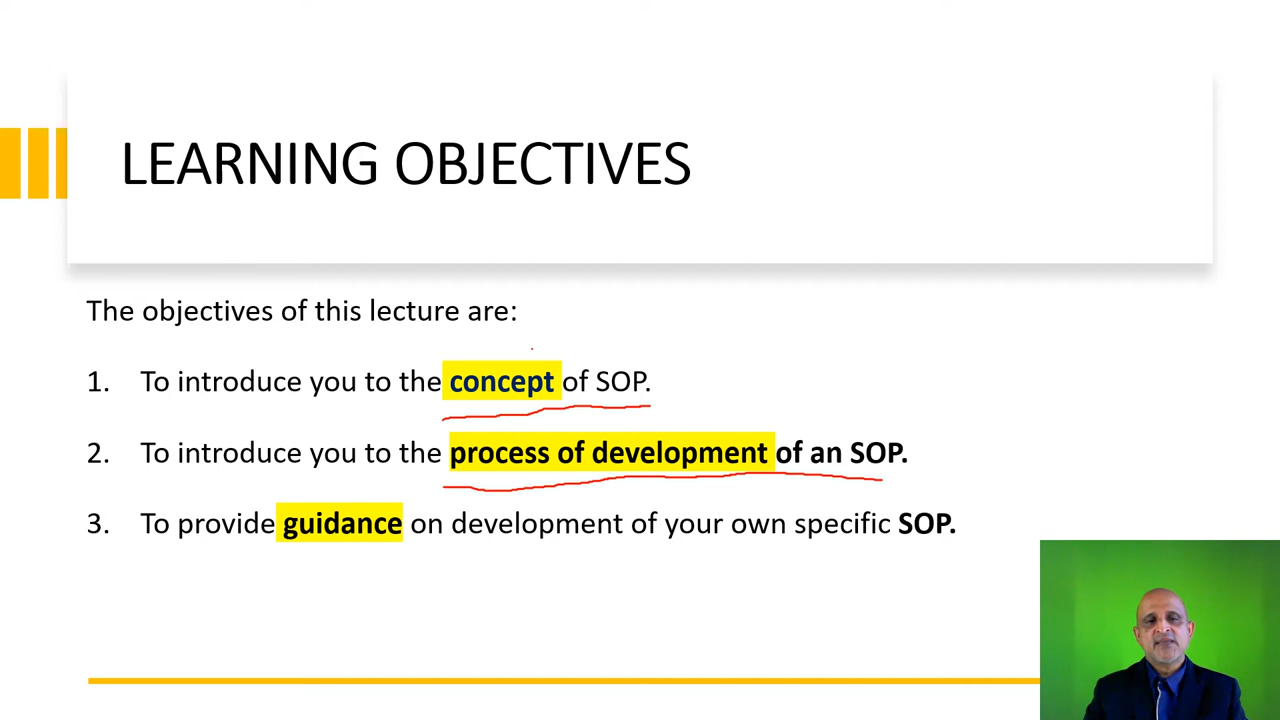 LEARNING OBJECTIVES
The objectives of this lecture are:
1. To introduce you to the concept of SOP.
2. To introduce you to the process of development of an SOP.
3. To provide guidance on development of your own specific SOP.